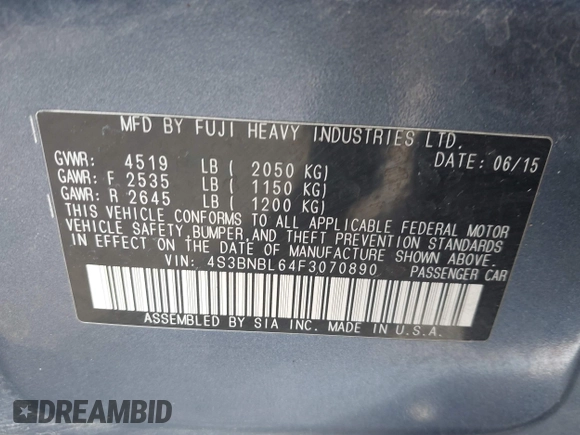 MFD BY FUJI HEAVY INDUSTRIES LTD.
GVWR: 4519 LB ( 2050 KG) DATE: 06/15
GAWR: F 2535 LB ( 1150 KG)
GAWR: R 2645 LB ( 1200 KG)
THIS VEHICLE CONFORMS TO ALL APPLICABLE FEDERAL MOTOR
VEHICLE SAFETY,BUMPER,AND THEFT PREVENTION STANDARDS
IN EFFECT ON THE DATE OF MANUFACTURE SHOWN ABOVE.
VIN: 4S3BNBL64F3070890 PASSENGER CAR
ASSEMBLED BY SIA INC. MADE IN U.S.A.
DREAMBID